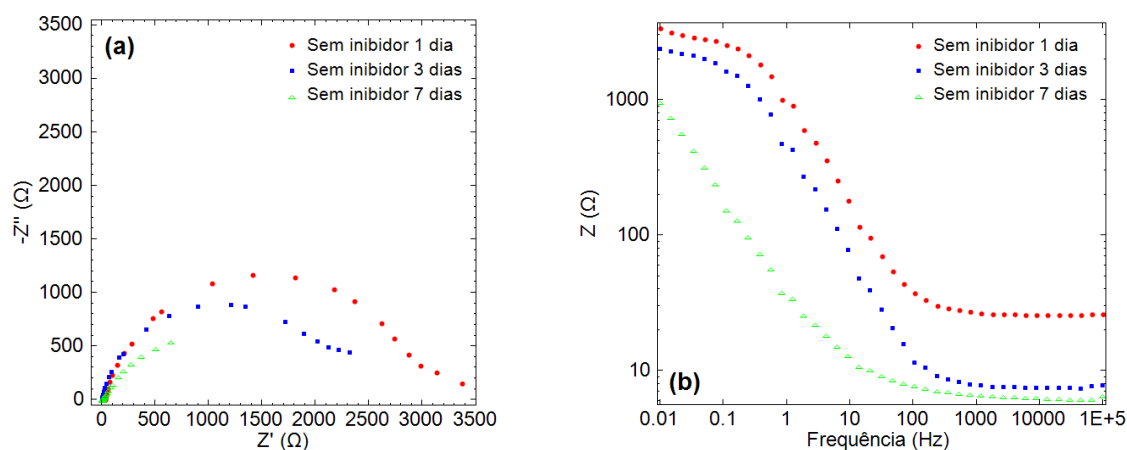 (a)
Sem inibidor 1 dia
Sem inibidor 3 dias
Sem inibidor 7 dias
3500
3000
2500
2000
1500
1000
500
0
-Z'' (Ω)
0 500 1000 1500 2000 2500 3000 3500
Z' (Ω)
Sem inibidor 1 dia
Sem inibidor 3 dias
Sem inibidor 7 dias
1000
100
10
Z (Ω)
(b)
0.01 0.1 1 10 100 1000 10000 1E+5
Frequência (Hz)